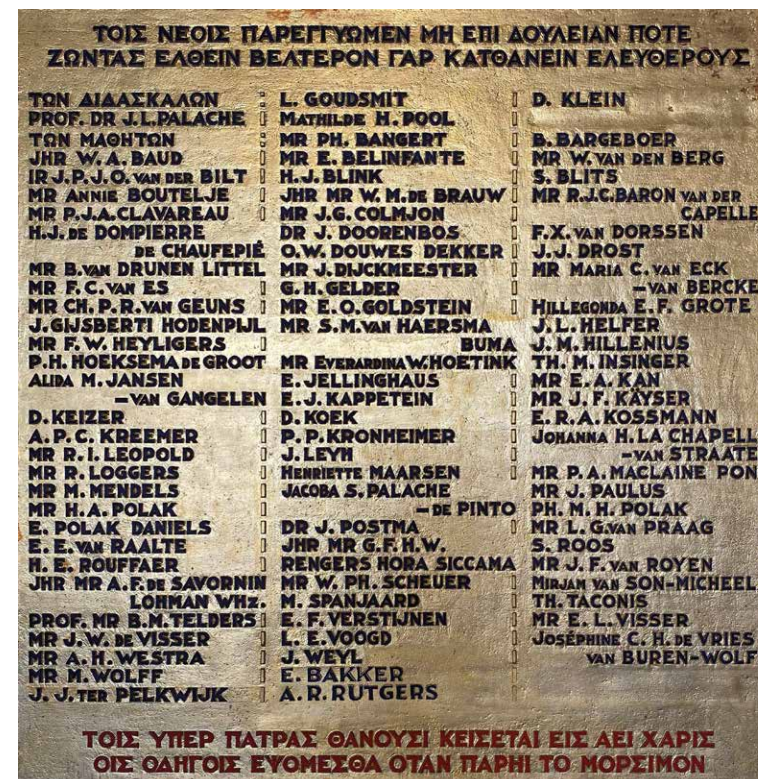 ΤΟΙΣ ΝΕΟΙΣ ΠΑΡΕΓΓΥΩΜΕΝ ΜΗ ΕΠΙ ΔΟΥΛΕΙΑΝ ΠΟΤΕ
ΖΩΝΤΑΣ ΕΛΘΕΙΝ ΒΕΛΤΕΡΟΝ ΓΑΡ ΚΑΤΘΑΝΕΙΝ ΕΛΕΥΘΕΡΟΥΣ
ΤΩΝ ΔΙΔΑΣΚΑΛΩΝ : L. GOUDSMIT D. KLEIN
PROF. DR J.L. PALACHE MATHILDE H. POOL
ΤΩΝ ΜΑΘΗΤΩΝ : MR PH. BANGERT B. BARGEBOER
JHR W. A. BAUD MR E. BELINFANTE MR W. VAN DEN BERG
IR J.P.J.O. VAN DER BILT H.J. BLINK S. BLITS
MR ANNIE BOUTELJE JHR MR W. M. DE BRAUW MR R.J.C. BARON VAN DER
MR P.J.A. CLAVAREAU MR J.G. COLMJON CAPELLE
H.J. DE DOMPIERRE DR J. DOORENBOS F.X. VAN DORSSEN
DE CHAUFEPIÉ O.W. DOUWES DEKKER J.J. DROST
MR B. VAN DRUNEN LITTEL MR J. DIJCKMEESTER MR MARIA C. VAN ECK
MR F.C. VAN ES G.H. GELDER –VAN BERCKE
MR CH. P. R. VAN GEUNS MR E.O. GOLDSTEIN HILLEGONDA E.F. GROTE
J. GIJSBERTI HODENPIJL MR S.M. VAN HAERSMA J.L. HELFER
MR F.W. HEYLIGERS BUMA J.M. HILLENIUS
P.H. HOEKSEMA DE GROOT MR EVERARDINA W. HOETINK TH. M. INSINGER
ALIDA M. JANSEN E. JELLINGHAUS MR E.A. KAN
–VAN GANGELEN E.J. KAPPETEIN MR J.F. KÄYSER
D. KEIZER D. KOEK E.R.A. KOSSMANN
A.P.C. KREEMER P.P. KRONHEIMER JOHANNA H. LA CHAPELL
MR R.I. LEOPOLD J. LEYH –VAN STRAATE
MR R. LOGGERS HENRIETTE MAARSEN MR P.A. MACLAINE PON
MR M. MENDELS JACOBA S. PALACHE MR J. PAULUS
MR H.A. POLAK –DE PINTO PH. M. H. POLAK
E. POLAK DANIELS DR J. POSTMA MR L. G. VAN PRAAG
E.E. VAN RAALTE JHR MR G.F.H.W. S. ROOS
H.E. ROUFFAER RENGERS HORA SICCAMA MR J.F. VAN ROYEN
JHR MR A.F. DE SAVORNIN MR W. PH. SCHEUER MIRJAM VAN SON-MICHEEL
LOHMAN WHZ. M. SPANJAARD TH. TACONIS
PROF. MR B.M. TELDERS E.F. VERSTIJNEN MR E.L. VISSER
MR J.W. DE VISSER L.E. VOOGD JOSÉPHINE C. H. DE VRIES
MR A.H. WESTRA J. WEYL VAN BUREN-WOLF
MR M. WOLFF E. BAKKER
J. J. TER PELKWIJK A. R. RUTGERS
ΤΟΙΣ ΥΠΕΡ ΠΑΤΡΑΣ ΘΑΝΟΥΣΙ ΚΕΙΣΕΤΑΙ ΕΙΣ ΑΕΙ ΧΑΡΙΣ
ΟΙΣ ΟΔΗΓΟΙΣ ΕΥΟΜΕΣΘΑ ΟΤΑΝ ΠΑΡΗΙ ΤΟ ΜΟΡΣΙΜΟΝ